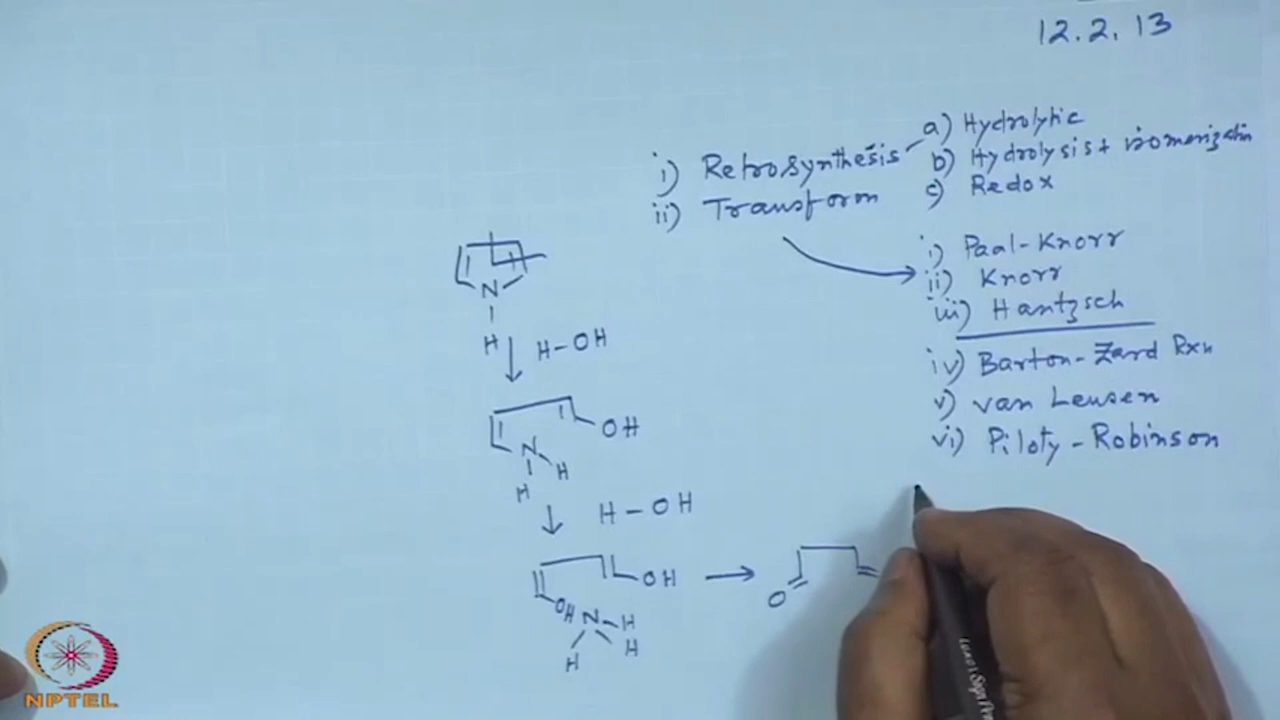 12.2.13
i) Retrosynthesis
ii) Transform
a) Hydrolytic
b) Hydrolysis + isomerization
c) Redox
i) Paal-Knorr
ii) Knorr
iii) Hantzsch
iv) Barton-Zard Rxn
v) van Leusen
vi) Piloty-Robinson
N
H
H-OH
OH
N
H
H
H-OH
OH
OH
N-H
H
H
O
NPTEL